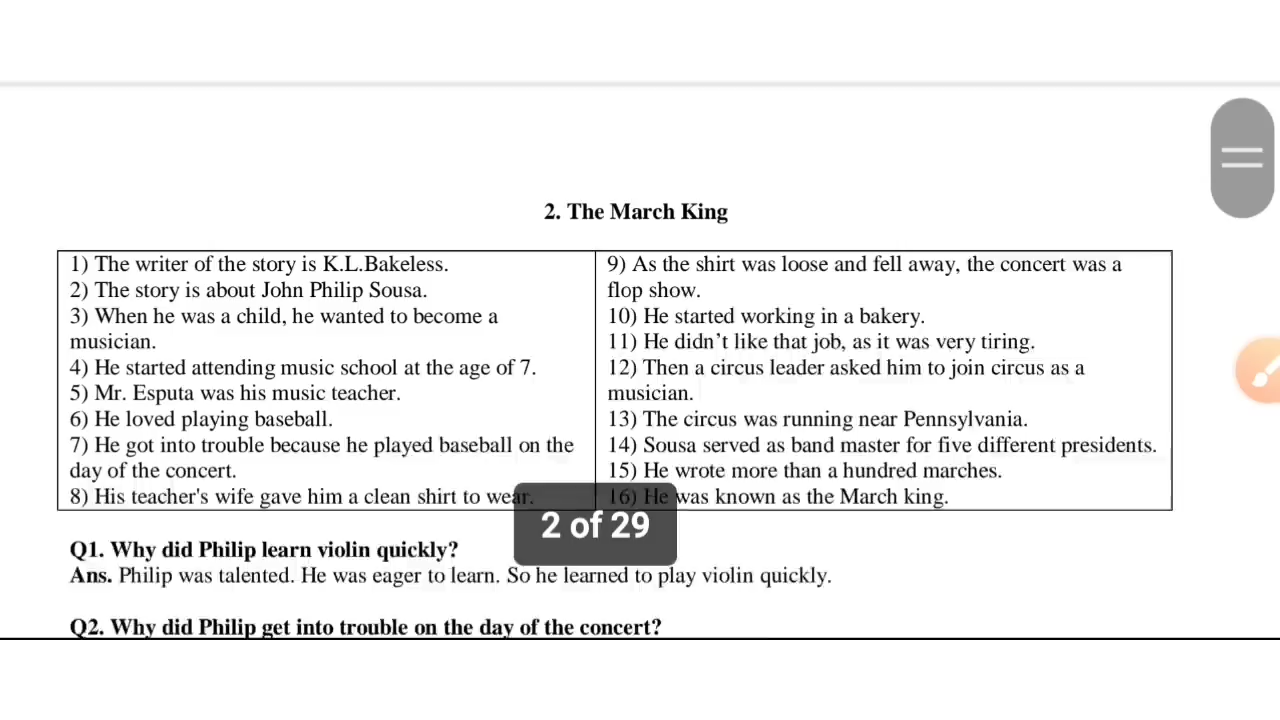 2. The March King
1) The writer of the story is K.L.Bakeless.
2) The story is about John Philip Sousa.
3) When he was a child, he wanted to become a
musician.
4) He started attending music school at the age of 7.
5) Mr. Esputa was his music teacher.
6) He loved playing baseball.
7) He got into trouble because he played baseball on the
day of the concert.
8) His teacher's wife gave him a clean shirt to wear.
9) As the shirt was loose and fell away, the concert was a
flop show.
10) He started working in a bakery.
11) He didn’t like that job, as it was very tiring.
12) Then a circus leader asked him to join circus as a
musician.
13) The circus was running near Pennsylvania.
14) Sousa served as band master for five different presidents.
15) He wrote more than a hundred marches.
16) He was known as the March king.
2 of 29
Q1. Why did Philip learn violin quickly?
Ans. Philip was talented. He was eager to learn. So he learned to play violin quickly.
Q2. Why did Philip get into trouble on the day of the concert?